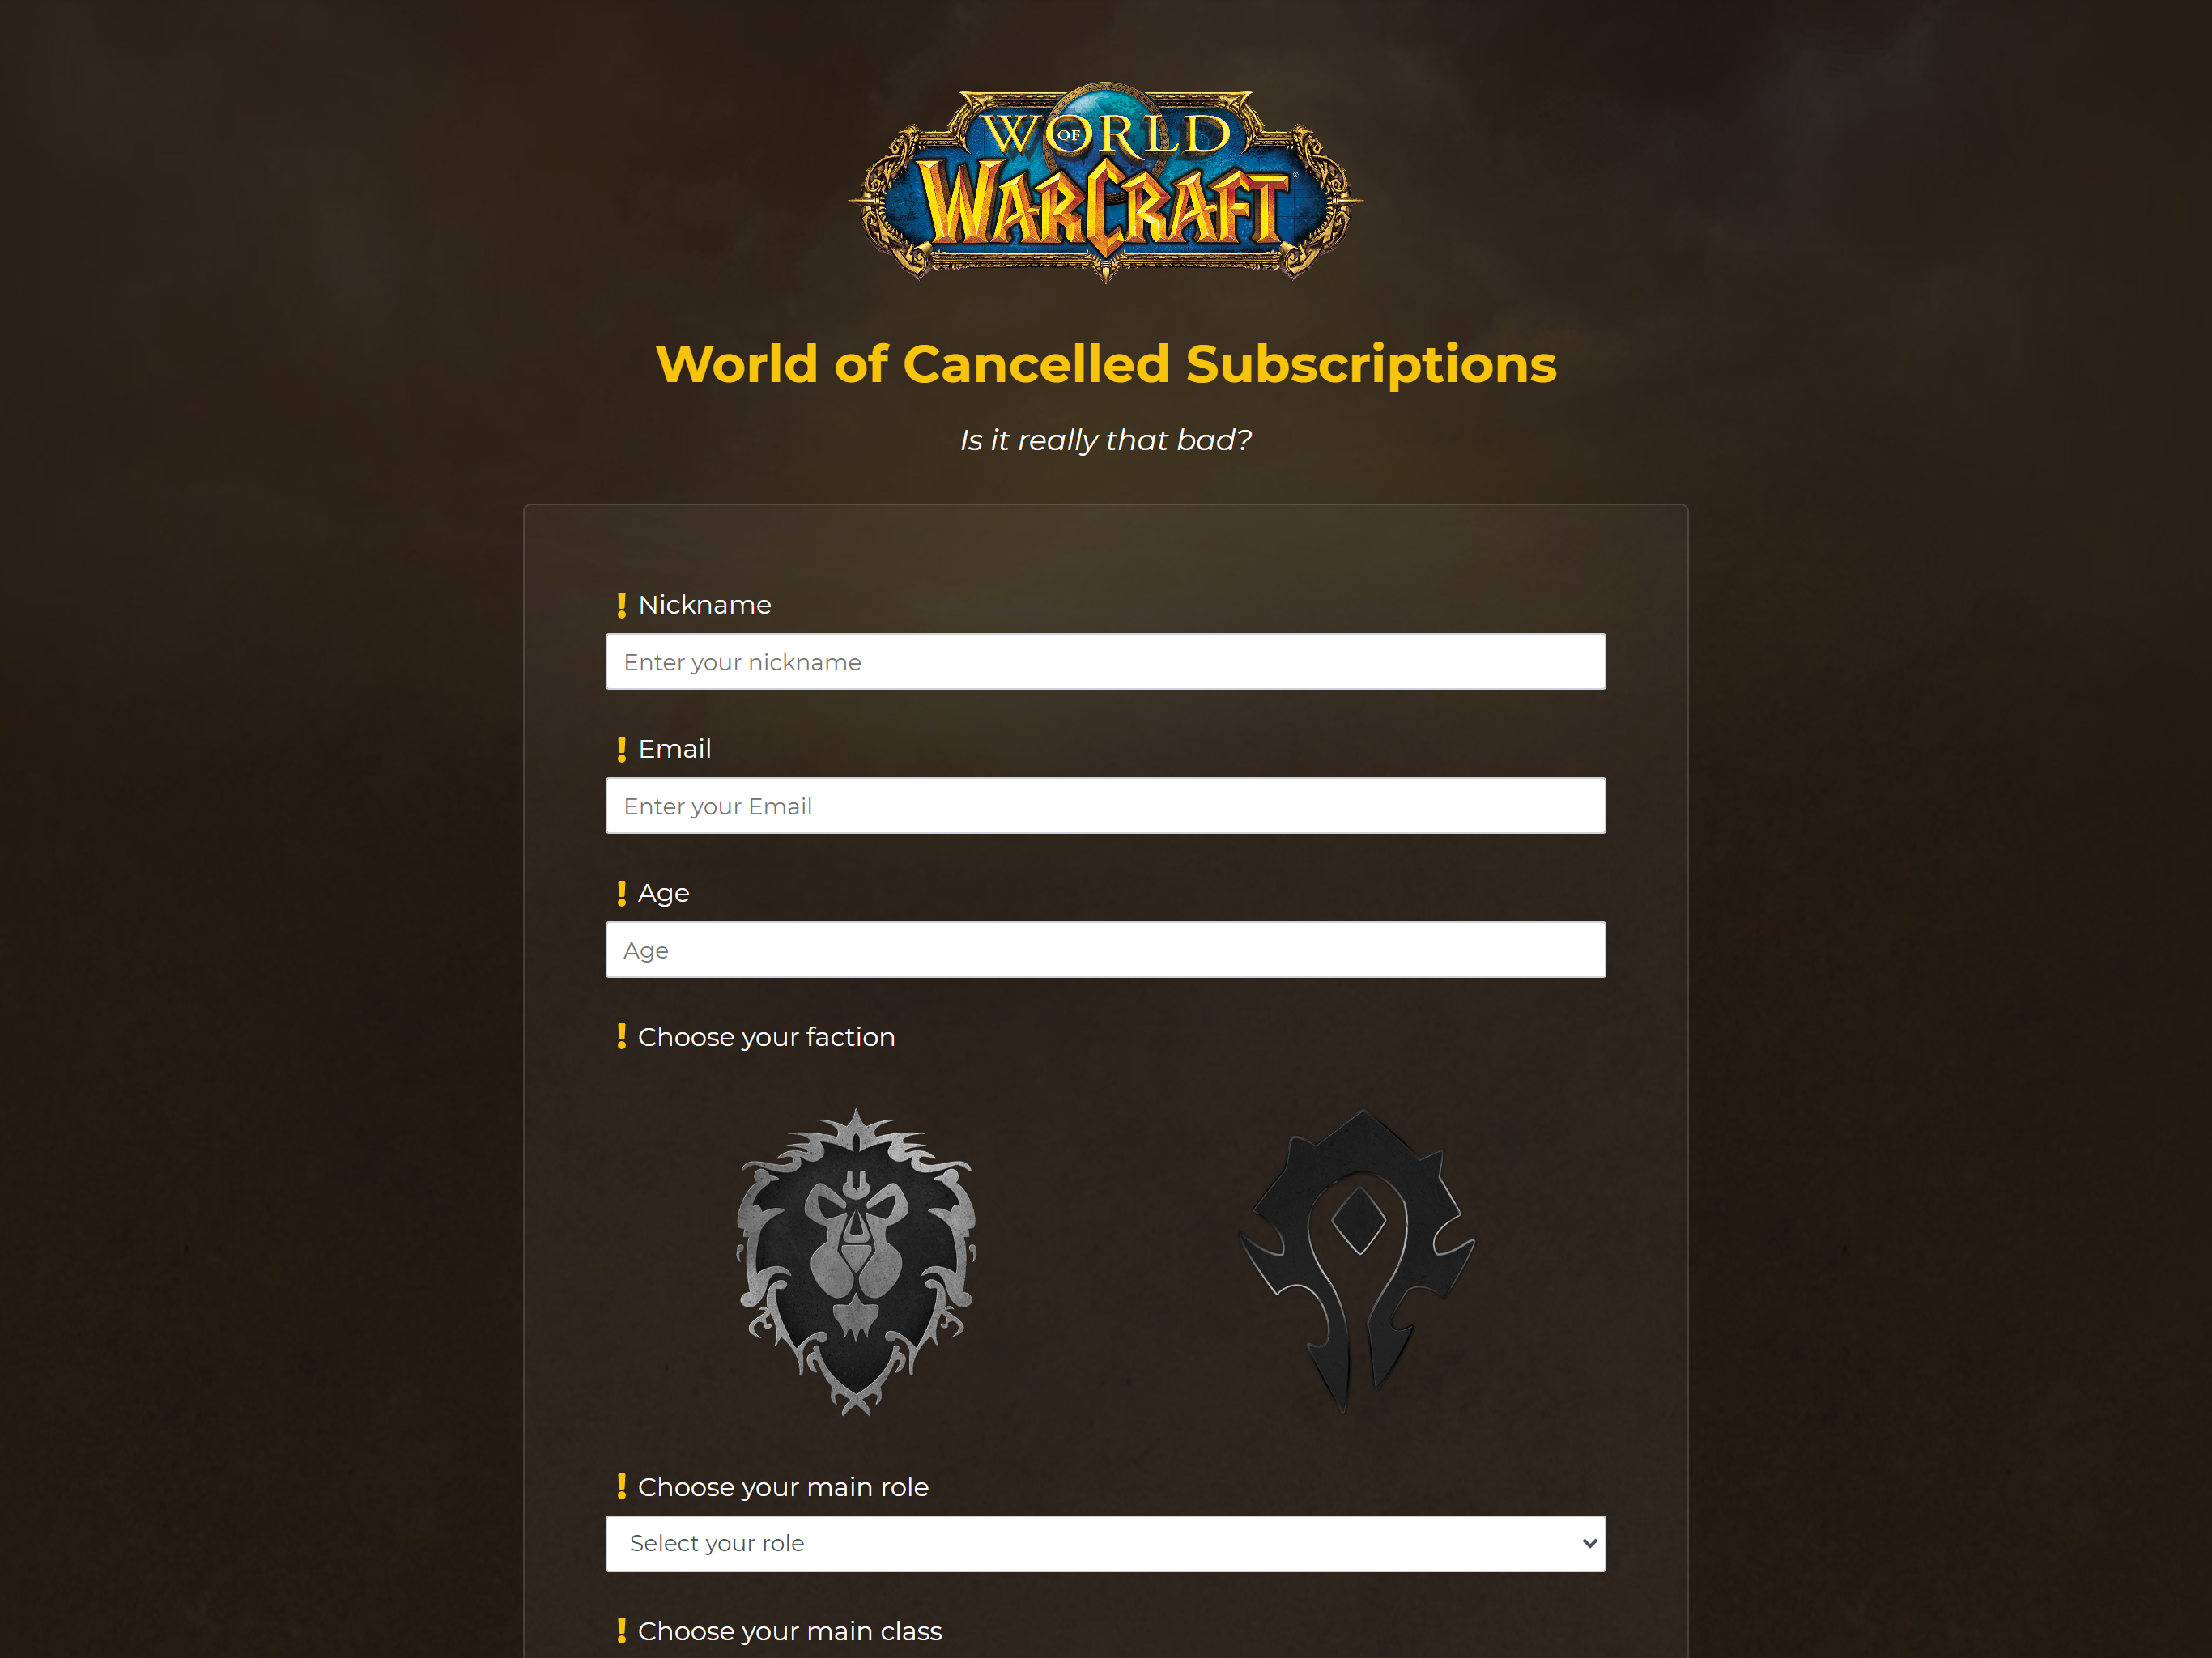 WORLD OF
WARCRAFT
World of Cancelled Subscriptions
Is it really that bad?
! Nickname
Enter your nickname
! Email
Enter your Email
! Age
Age
! Choose your faction
! Choose your main role
Select your role
! Choose your main class